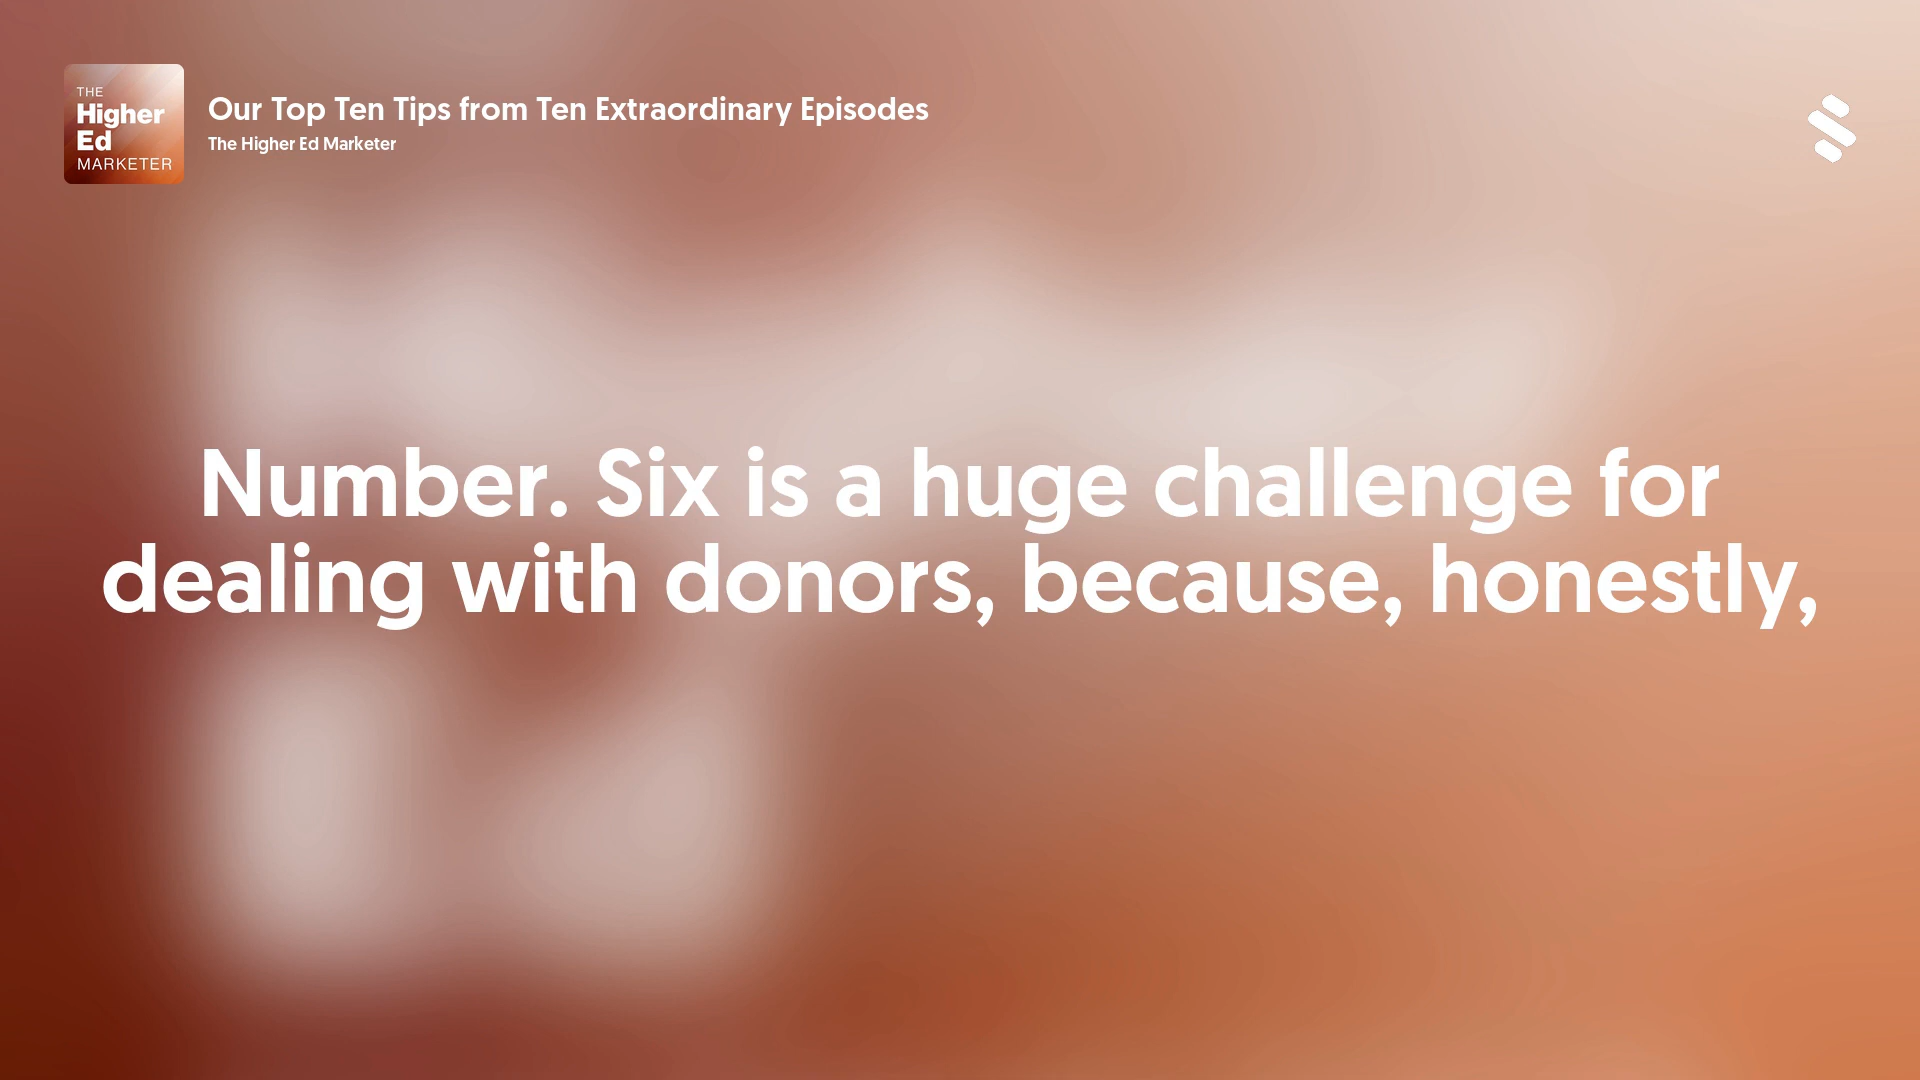 THE
Higher
Ed
MARKETER
Our Top Ten Tips from Ten Extraordinary Episodes
The Higher Ed Marketer
Number. Six is a huge challenge for
dealing with donors, because, honestly,